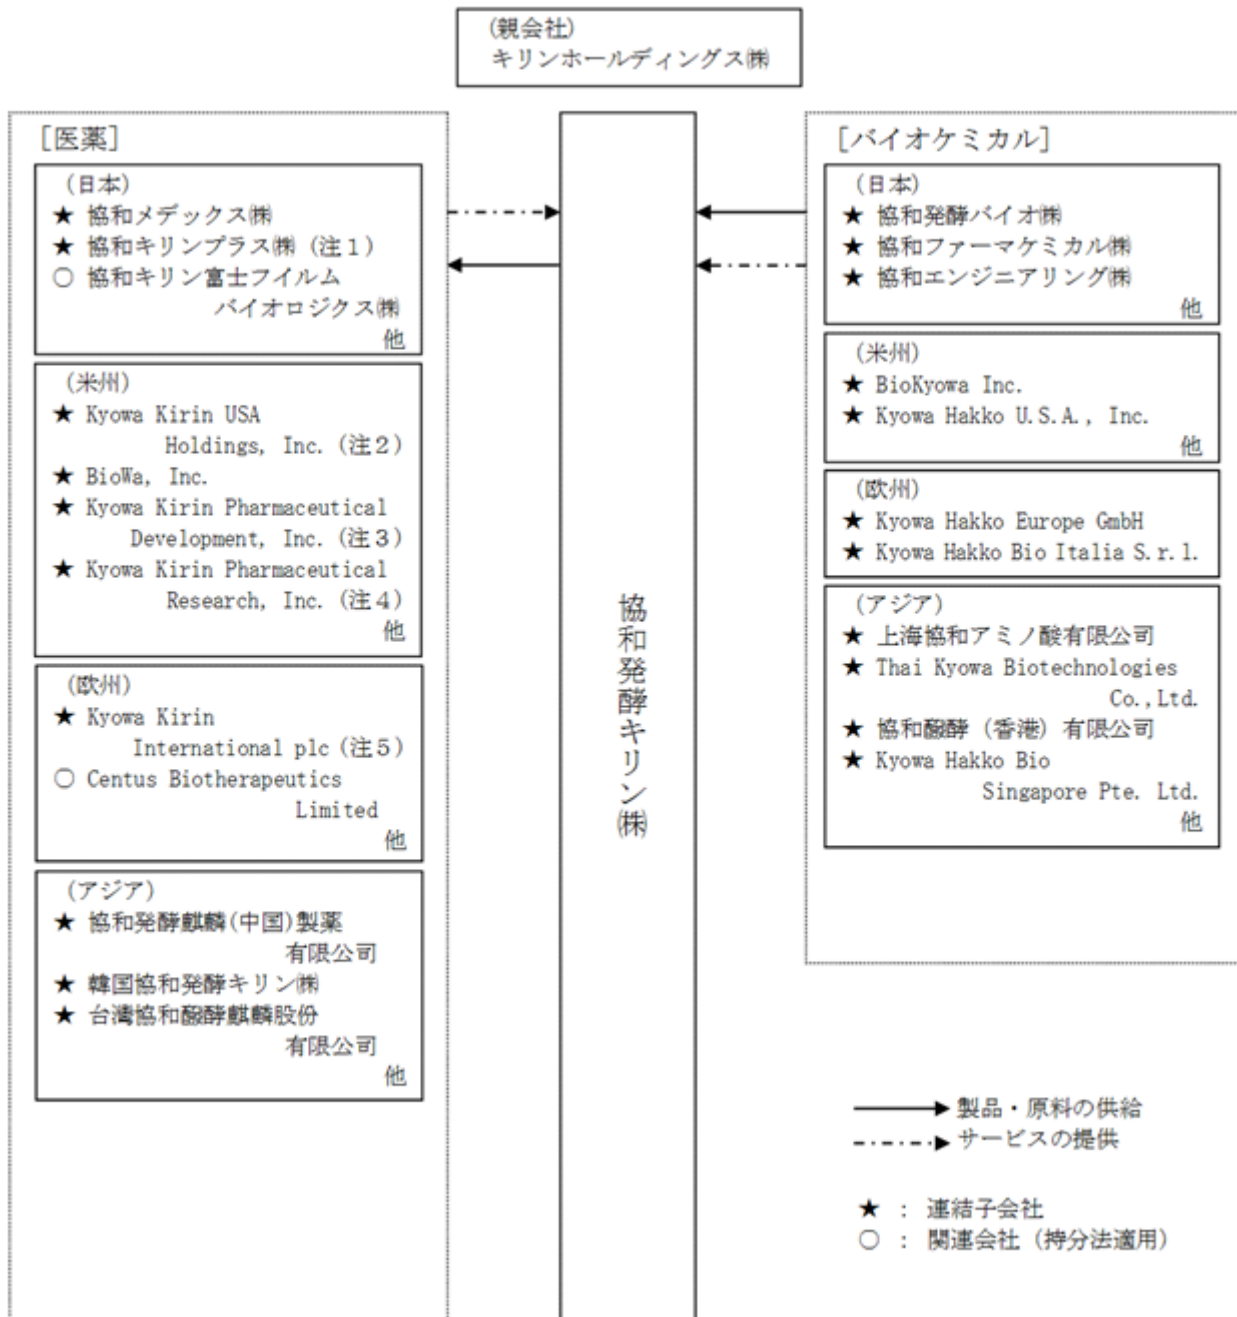 (親会社)
キリンホールディングス㈱
[医薬]
(日本)
★ 協和メデックス㈱
★ 協和キリンプラス㈱(注1)
○ 協和キリン富士フイルム
バイオロジクス㈱
他
(米州)
★ Kyowa Kirin USA
Holdings, Inc.(注2)
★ BioWa, Inc.
★ Kyowa Kirin Pharmaceutical
Development, Inc.(注3)
★ Kyowa Kirin Pharmaceutical
Research, Inc.(注4)
他
(欧州)
★ Kyowa Kirin
International plc(注5)
○ Centus Biotherapeutics
Limited
他
(アジア)
★ 協和発酵麒麟(中国)製薬
有限公司
★ 韓国協和発酵キリン㈱
★ 台灣協和醱酵麒麟股份
有限公司
他
協和発酵キリン㈱
[バイオケミカル]
(日本)
★ 協和発酵バイオ㈱
★ 協和ファーマケミカル㈱
★ 協和エンジニアリング㈱
他
(米州)
★ BioKyowa Inc.
★ Kyowa Hakko U.S.A., Inc.
他
(欧州)
★ Kyowa Hakko Europe GmbH
★ Kyowa Hakko Bio Italia S.r.l.
(アジア)
★ 上海協和アミノ酸有限公司
★ Thai Kyowa Biotechnologies
Co.,Ltd.
★ 協和醱酵(香港)有限公司
★ Kyowa Hakko Bio
Singapore Pte. Ltd.
他
製品・原料の供給
サービスの提供
★ : 連結子会社
○ : 関連会社(持分法適用)